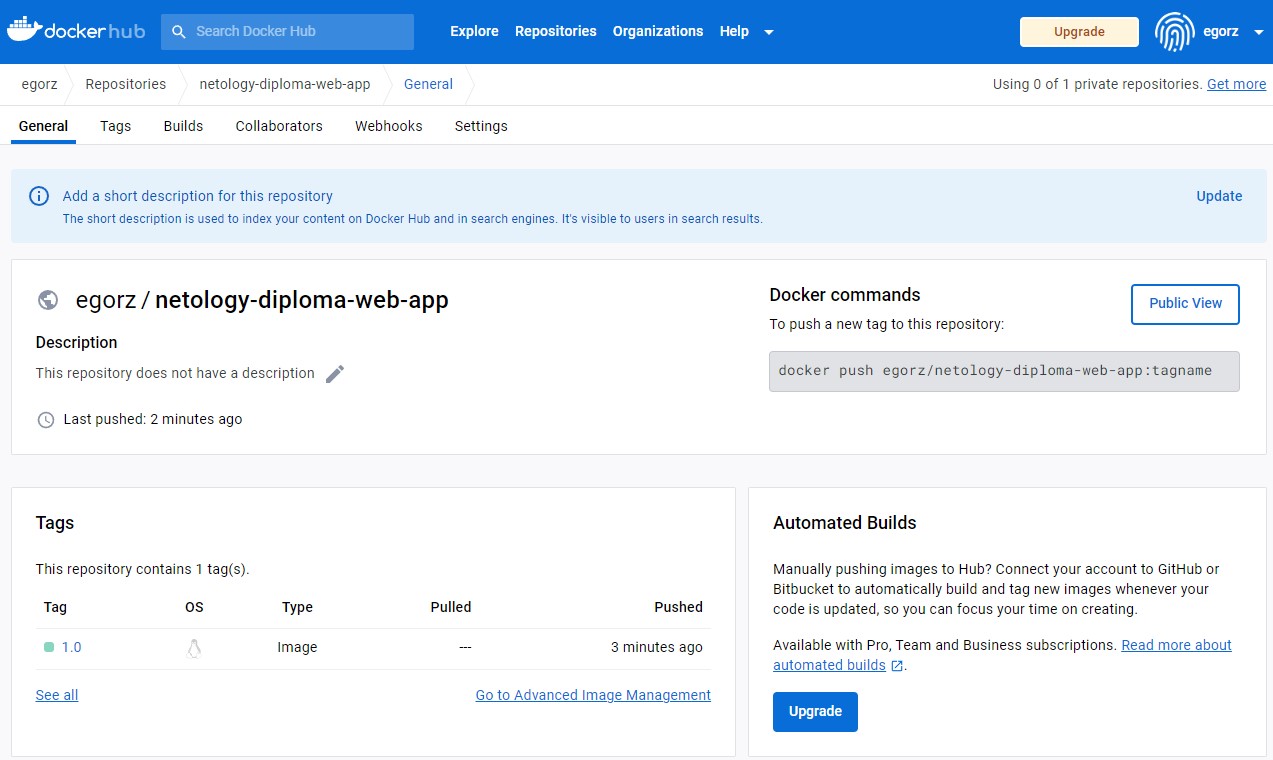 dockerhub
Search Docker Hub
Explore Repositories Organizations Help
Upgrade
egorz
egorz Repositories netology-diploma-web-app General
Using 0 of 1 private repositories. Get more
General Tags Builds Collaborators Webhooks Settings
Add a short description for this repository
The short description is used to index your content on Docker Hub and in search engines. It's visible to users in search results.
Update
egorz / netology-diploma-web-app
Description
This repository does not have a description
Last pushed: 2 minutes ago
Docker commands
To push a new tag to this repository:
Public View
docker push egorz/netology-diploma-web-app:tagname
Tags
This repository contains 1 tag(s).
Tag OS Type Pulled Pushed
1.0 Image --- 3 minutes ago
See all Go to Advanced Image Management
Automated Builds
Manually pushing images to Hub? Connect your account to GitHub or
Bitbucket to automatically build and tag new images whenever your
code is updated, so you can focus your time on creating.
Available with Pro, Team and Business subscriptions. Read more about
automated builds.
Upgrade